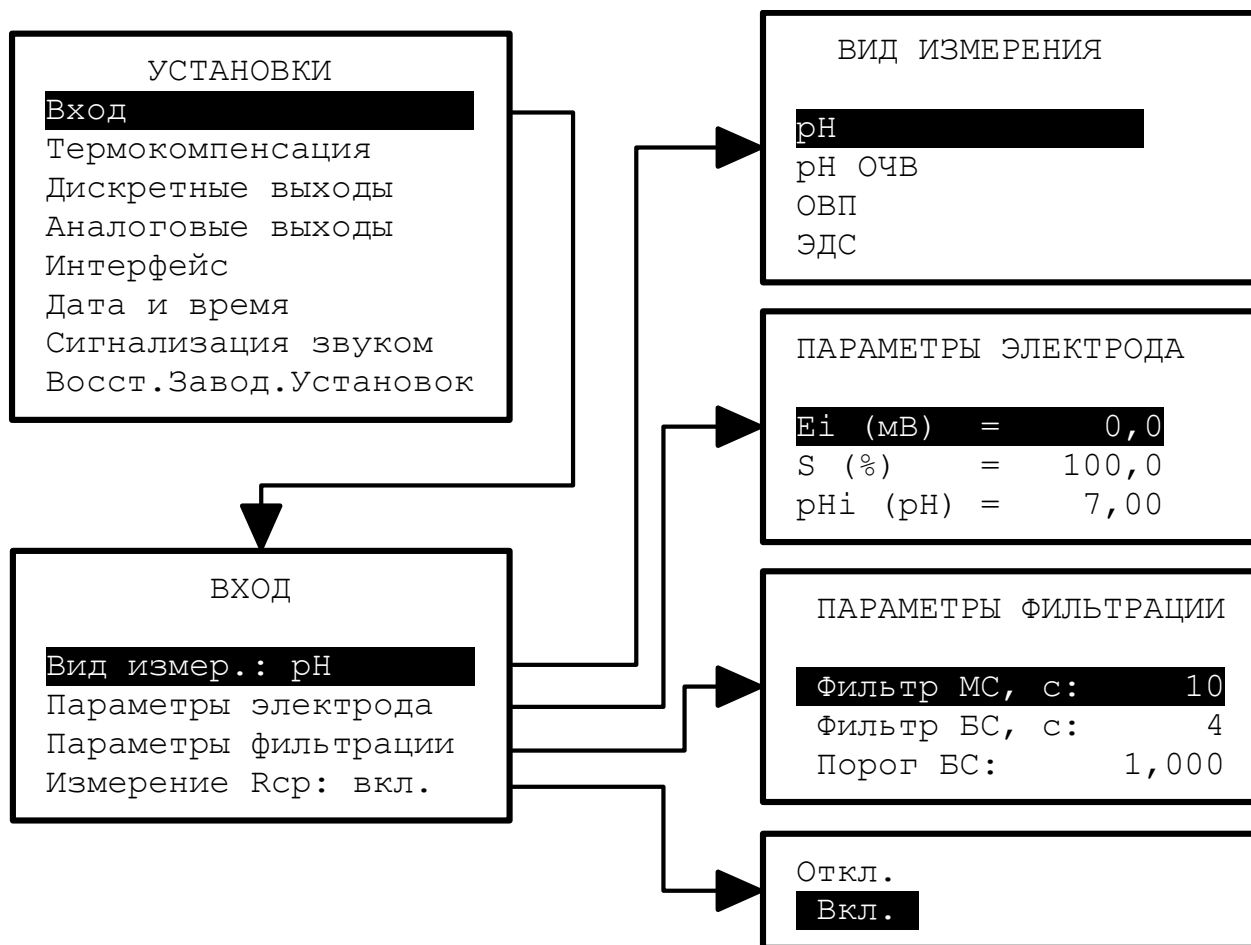 УСТАНОВКИ
Вход
Термокомпенсация
Дискретные выходы
Аналоговые выходы
Интерфейс
Дата и время
Сигнализация звуком
Восст.Завод.Установок
ВХОД
Вид измер.: pH
Параметры электрода
Параметры фильтрации
Измерение Rср: вкл.
ВИД ИЗМЕРЕНИЯ
pH
pH ОЧВ
ОВП
ЭДС
ПАРАМЕТРЫ ЭЛЕКТРОДА
Ei (мВ) = 0,0
S (%) = 100,0
pHi (pH) = 7,00
ПАРАМЕТРЫ ФИЛЬТРАЦИИ
Фильтр МС, с: 10
Фильтр БС, с: 4
Порог БС: 1,000
Откл.
Вкл.